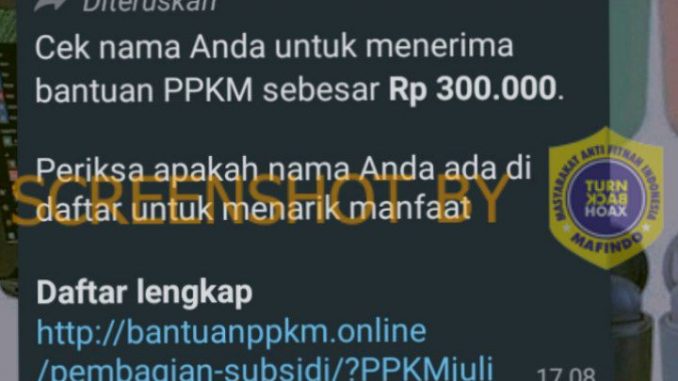 Diteruskan
Cek nama Anda untuk menerima
bantuan PPKM sebesar Rp 300.000.
Periksa apakah nama Anda ada di
daftar untuk menarik manfaat
SCREENSHOT BY
MASYARAKAT ANTI FITNAH INDONESIA
TURN
BACK
HOAX
MAFINDO
Daftar lengkap
http://bantuanppkm.online
/pembagian-subsidi/?PPKMjuli
17.08